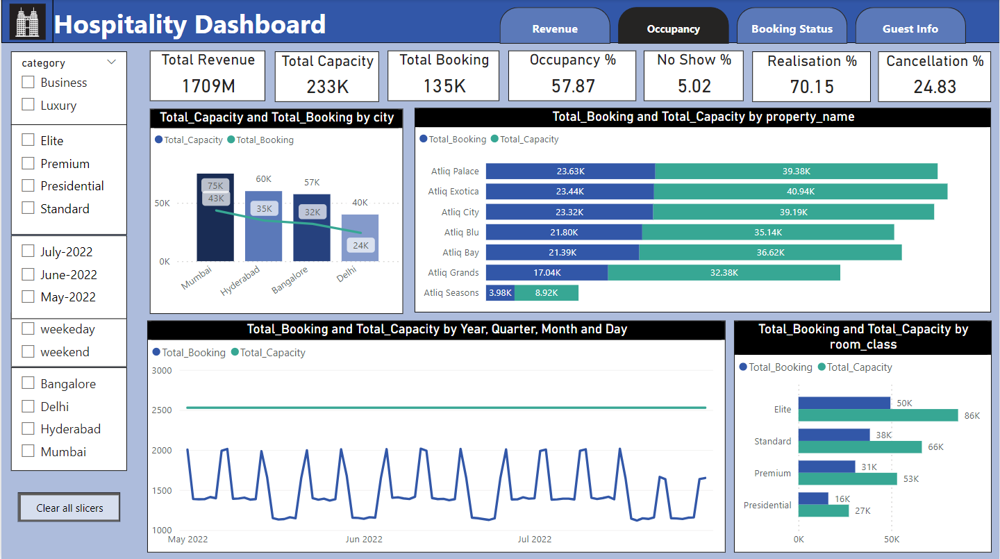 Hospitality Dashboard
Revenue
Occupancy
Booking Status
Guest Info
category
Business
Luxury
Elite
Premium
Presidential
Standard
July-2022
June-2022
May-2022
weekeday
weekend
Bangalore
Delhi
Hyderabad
Mumbai
Clear all slicers
Total Revenue
1709M
Total Capacity
233K
Total Booking
135K
Occupancy %
57.87
No Show %
5.02
Realisation %
70.15
Cancellation %
24.83
Total_Capacity and Total_Booking by city
Total_Capacity Total_Booking
50K
0K
75K
43K
60K
35K
57K
32K
40K
24K
Mumbai
Hyderabad
Bangalore
Delhi
Total_Booking and Total_Capacity by property_name
Total_Booking Total_Capacity
Atliq Palace 23.63K 39.38K
Atliq Exotica 23.44K 40.94K
Atliq City 23.32K 39.19K
Atliq Blu 21.80K 35.14K
Atliq Bay 21.39K 36.62K
Atliq Grands 17.04K 32.38K
Atliq Seasons 3.98K 8.92K
Total_Booking and Total_Capacity by Year, Quarter, Month and Day
Total_Booking Total_Capacity
3000
2500
2000
1500
1000
May 2022 Jun 2022 Jul 2022
Total_Booking and Total_Capacity by
room_class
Total_Booking Total_Capacity
Elite 50K
86K
Standard 38K
66K
Premium 31K
53K
Presidential 16K
27K
0K 50K